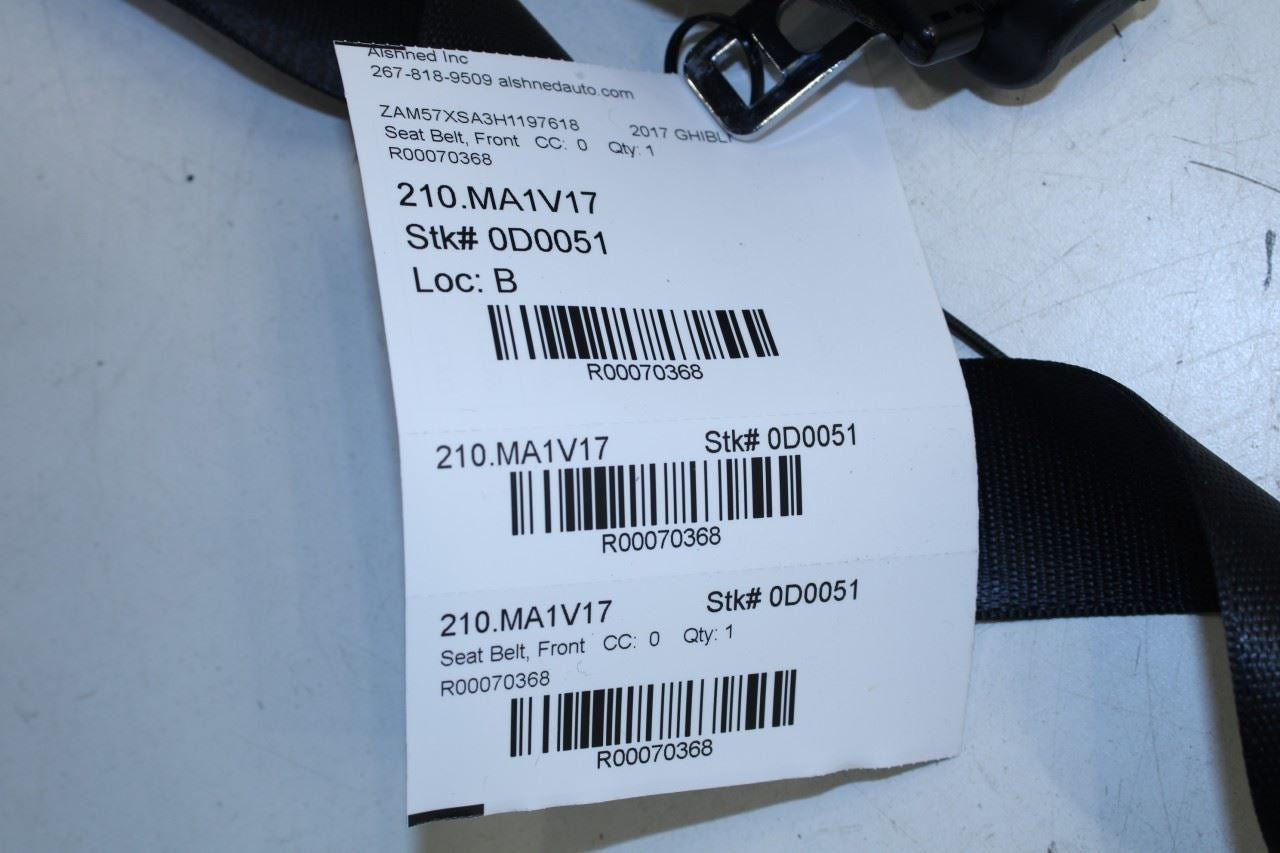 Alshned Inc
267-818-9509 alshnedauto.com
ZAM57XSA3H1197618 2017 GHIBLI
Seat Belt, Front CC: 0 Qty: 1
R00070368
210.MA1V17
Stk# 0D0051
Loc: B
R00070368
210.MA1V17 Stk# 0D0051
R00070368
210.MA1V17 Stk# 0D0051
Seat Belt, Front CC: 0 Qty: 1
R00070368
R00070368